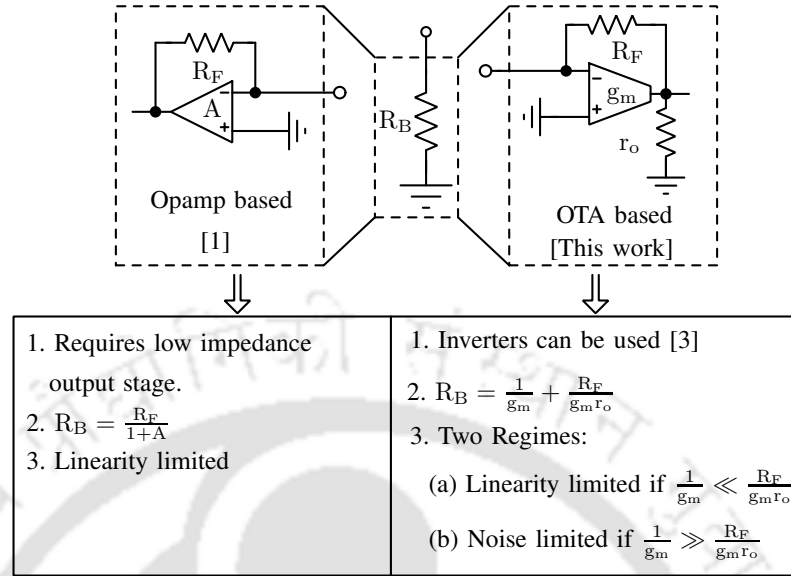 R_F
A
−
+
Opamp based
[1]
R_B
R_F
−
g_m
+
r_o
OTA based
[This work]
1. Requires low impedance
output stage.
2. R_B = R_F/(1+A)
3. Linearity limited
1. Inverters can be used [3]
2. R_B = 1/g_m + R_F/(g_m r_o)
3. Two Regimes:
(a) Linearity limited if 1/g_m ≪ R_F/(g_m r_o)
(b) Noise limited if 1/g_m ≫ R_F/(g_m r_o)